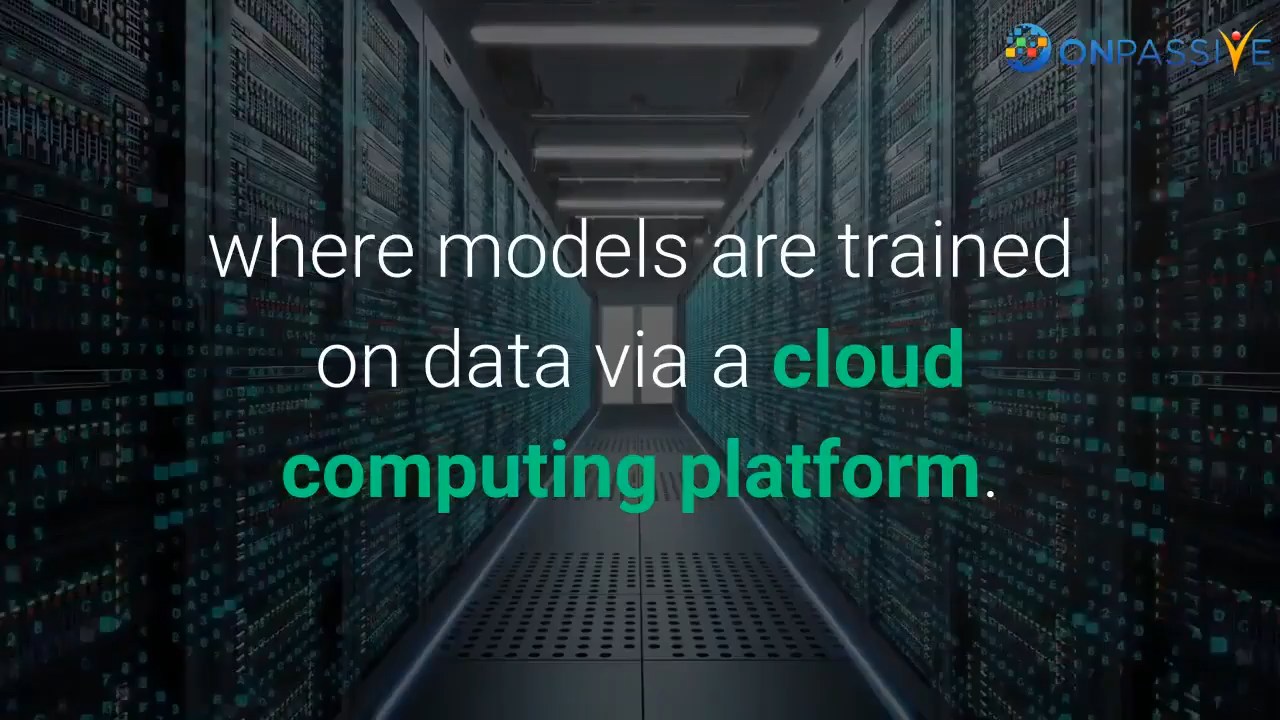 ONPASSIVE
where models are trained
on data via a cloud
computing platform.